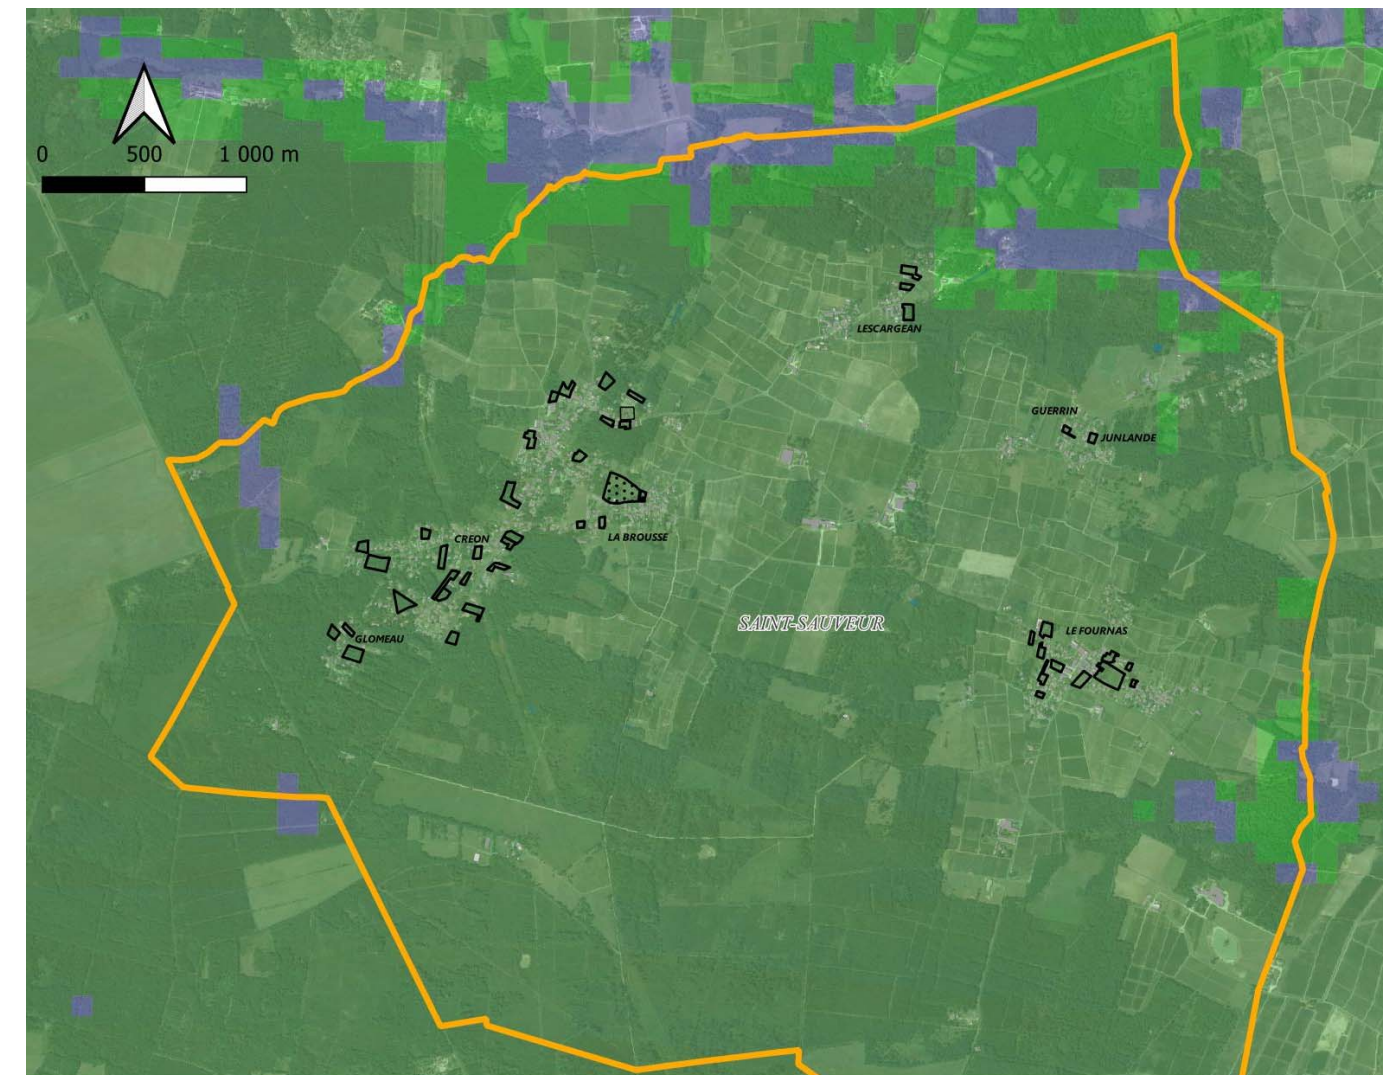 0 500 1 000 m
LESCARGEAN
GUERRIN
JUNLANDE
CREON
LA BROUSSE
SAINT-SAUVEUR
LE FOURNAS
GLOMEAU